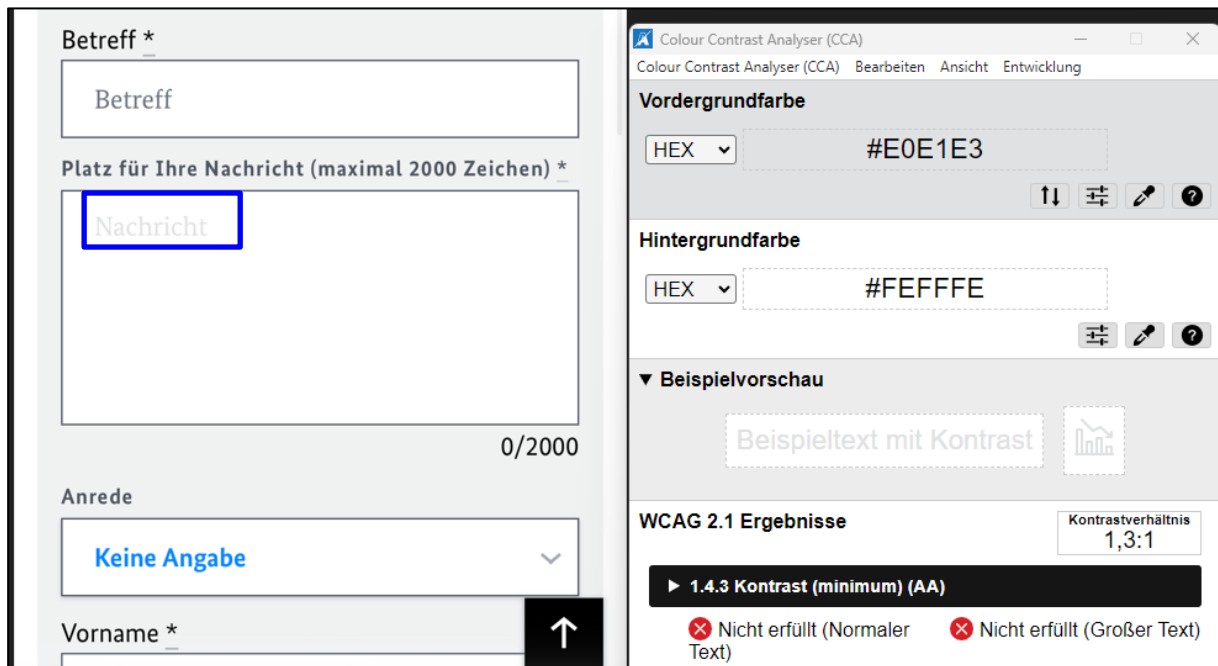 Betreff *
Betreff
Platz für Ihre Nachricht (maximal 2000 Zeichen) *
Nachricht
0/2000
Anrede
Keine Angabe
Vorname *
Colour Contrast Analyser (CCA)
Colour Contrast Analyser (CCA) Bearbeiten Ansicht Entwicklung
Vordergrundfarbe
HEX #E0E1E3
Hintergrundfarbe
HEX #FEFFFE
Beispielvorschau
Beispieltext mit Kontrast
WCAG 2.1 Ergebnisse
Kontrastverhältnis
1,3:1
1.4.3 Kontrast (minimum) (AA)
Nicht erfüllt (Normaler
Text)
Nicht erfüllt (Großer Text)